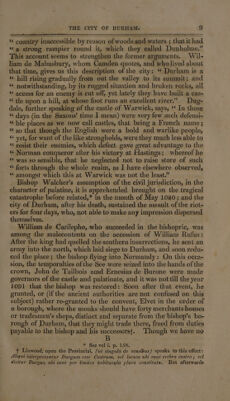 THE CITY OF DURHAM. 9
“ country inaccessible by reason of woods and waters ; that it had
“ a strong rampier round it, which they called Dunholme.”
This account seems to strengthen the former arguments. Wil-
liam de Malmsbury, whom Camden quotes, and who lived about
that time, gives us this description of the city: “ Durham is a
“ hill rising gradually from out the valley to its summit; and
“ notwithstanding, by its rugged situation and broken rocks, all
“ access for an enemy is cut off, yet lately they have built a cas-
“ tle upon a hill, at whose foot runs an excellent river.” Dug-
dale, further speaking of the castle of Warwick, says, “ In those
“ days (in the Saxons' time I mean) were very few such defensi-
“ ble places as we now call castles, that being a French name;
“ so that though the English were a bold and warlike people,
“ yet, for want of the like strongholds, were they much less able to
“ resist their enemies, which defect gave great advantage to the
“ Norman conqueror after his victory at Hastings; whereof he
“ was so sensible, that he neglected not to raise store of such
“ forts through the whole realm, as I have elsewhere observed,
“ amongst which this at Warwick was not the least.”
Bishop Walcher's assumption of the civil jurisdiction, in the
character of palatine, it is apprehended brought on the tragical
catastrophe before related,* in the month of May 1080; and the
city of Durham, after his death, sustained the assault of the riot-
ers for four days, who, not able to make any impression dispersed
themselves.
William de Carilepho, who succeeded in the bishopric, was
among the malecontents on the accession of William Rufus:
After the king had quelled the southern insurrections, he sent an
army into the north, which laid siege to Durham, and soon redu-
ced the place; the bishop flying into Normandy: On this occa-
sion, the temporalities of the See were seized into the hands of the
crown, John de Tailbois and Ernesius de Burone were made
governors of the castle and palatinate, and it was not till the year
1091 that the bishop was restored: Soon after that event, he
granted, or (if the ancient authorities are not confused on this
subject) rather re-granted to the convent, Elvet in the order of
a borough, where the monks should have forty merchants houses
or tradesmen's shops, distinct and separate from the bishop's bo-
rough of Durham, that they might trade there, freed from duties
payable to the bishop and his successors†. Though we have no
B
* See vol i. p. 158.
† Linwood, upon the Provincial. speaks to this effect:
But afterwards